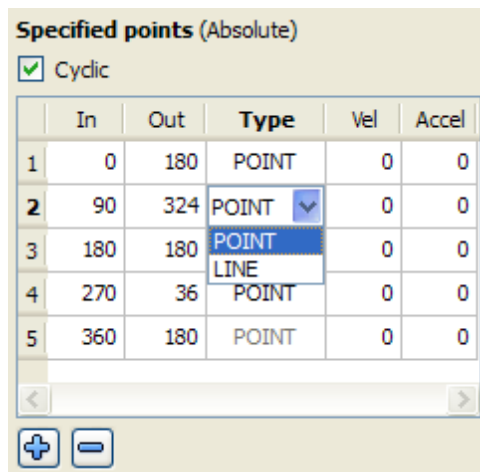 Specified points (Absolute)
Cyclic
In Out Type Vel Accel
1 0 180 POINT 0 0
2 90 324 POINT 0 0
3 180 180 POINT 0 0
LINE
4 270 36 POINT 0 0
5 360 180 POINT 0 0